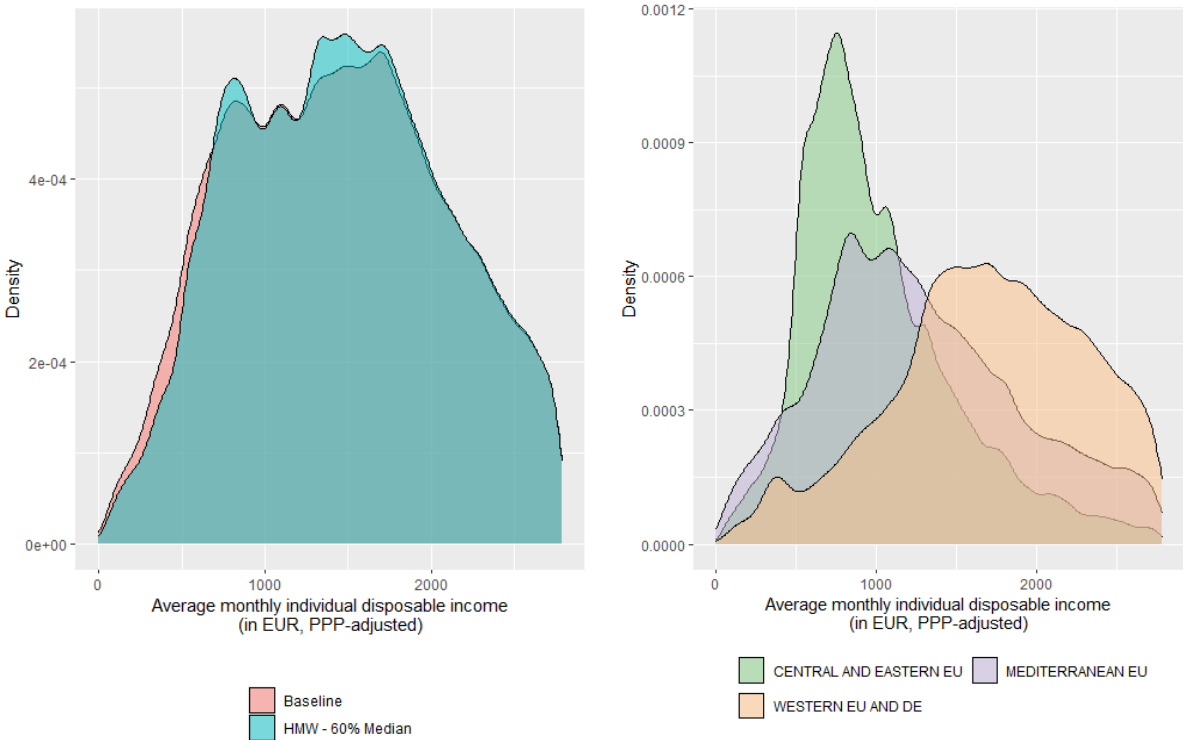 Density
4e-04
2e-04
0e+00
0
1000
2000
Average monthly individual disposable income
(in EUR, PPP-adjusted)
Baseline
HMW - 60% Median
Density
0.0012
0.0009
0.0006
0.0003
0.0000
0
1000
2000
Average monthly individual disposable income
(in EUR, PPP-adjusted)
CENTRAL AND EASTERN EU
MEDITERRANEAN EU
WESTERN EU AND DE